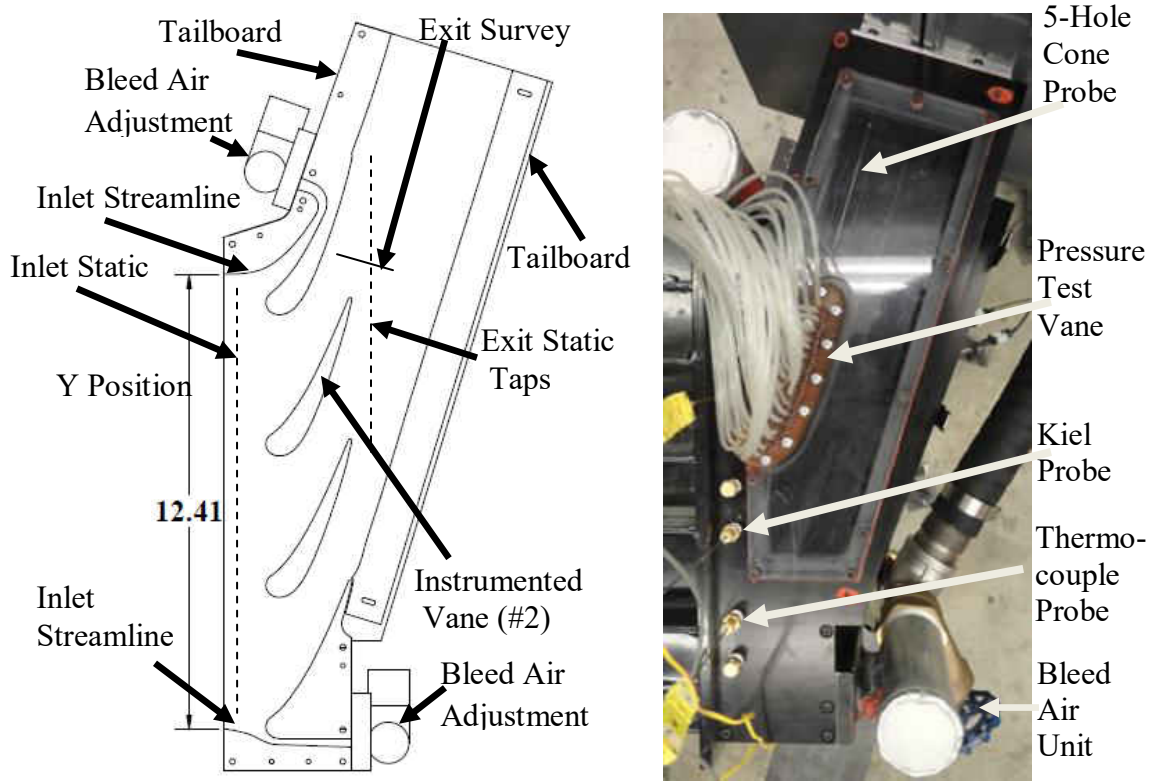 Tailboard
Exit Survey
Bleed Air
Adjustment
Inlet Streamline
Inlet Static
Tailboard
Exit Static
Taps
Y Position
12.41
Inlet
Streamline
Instrumented
Vane (#2)
Bleed Air
Adjustment
5-Hole
Cone
Probe
Pressure
Test
Vane
Kiel
Probe
Thermo-
couple
Probe
Bleed
Air
Unit